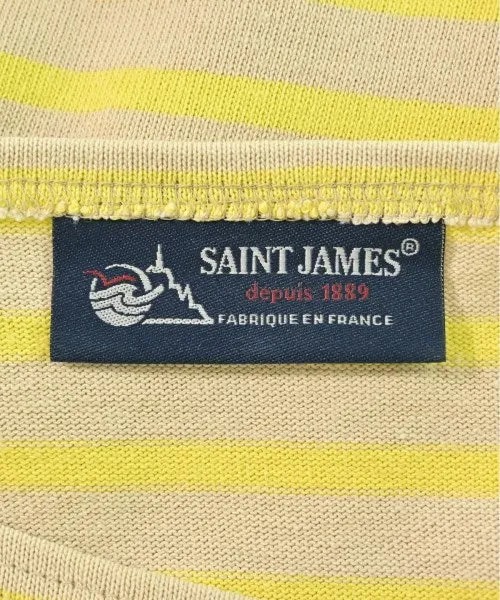 SAINT JAMES®
depuis 1889
FABRIQUE EN FRANCE